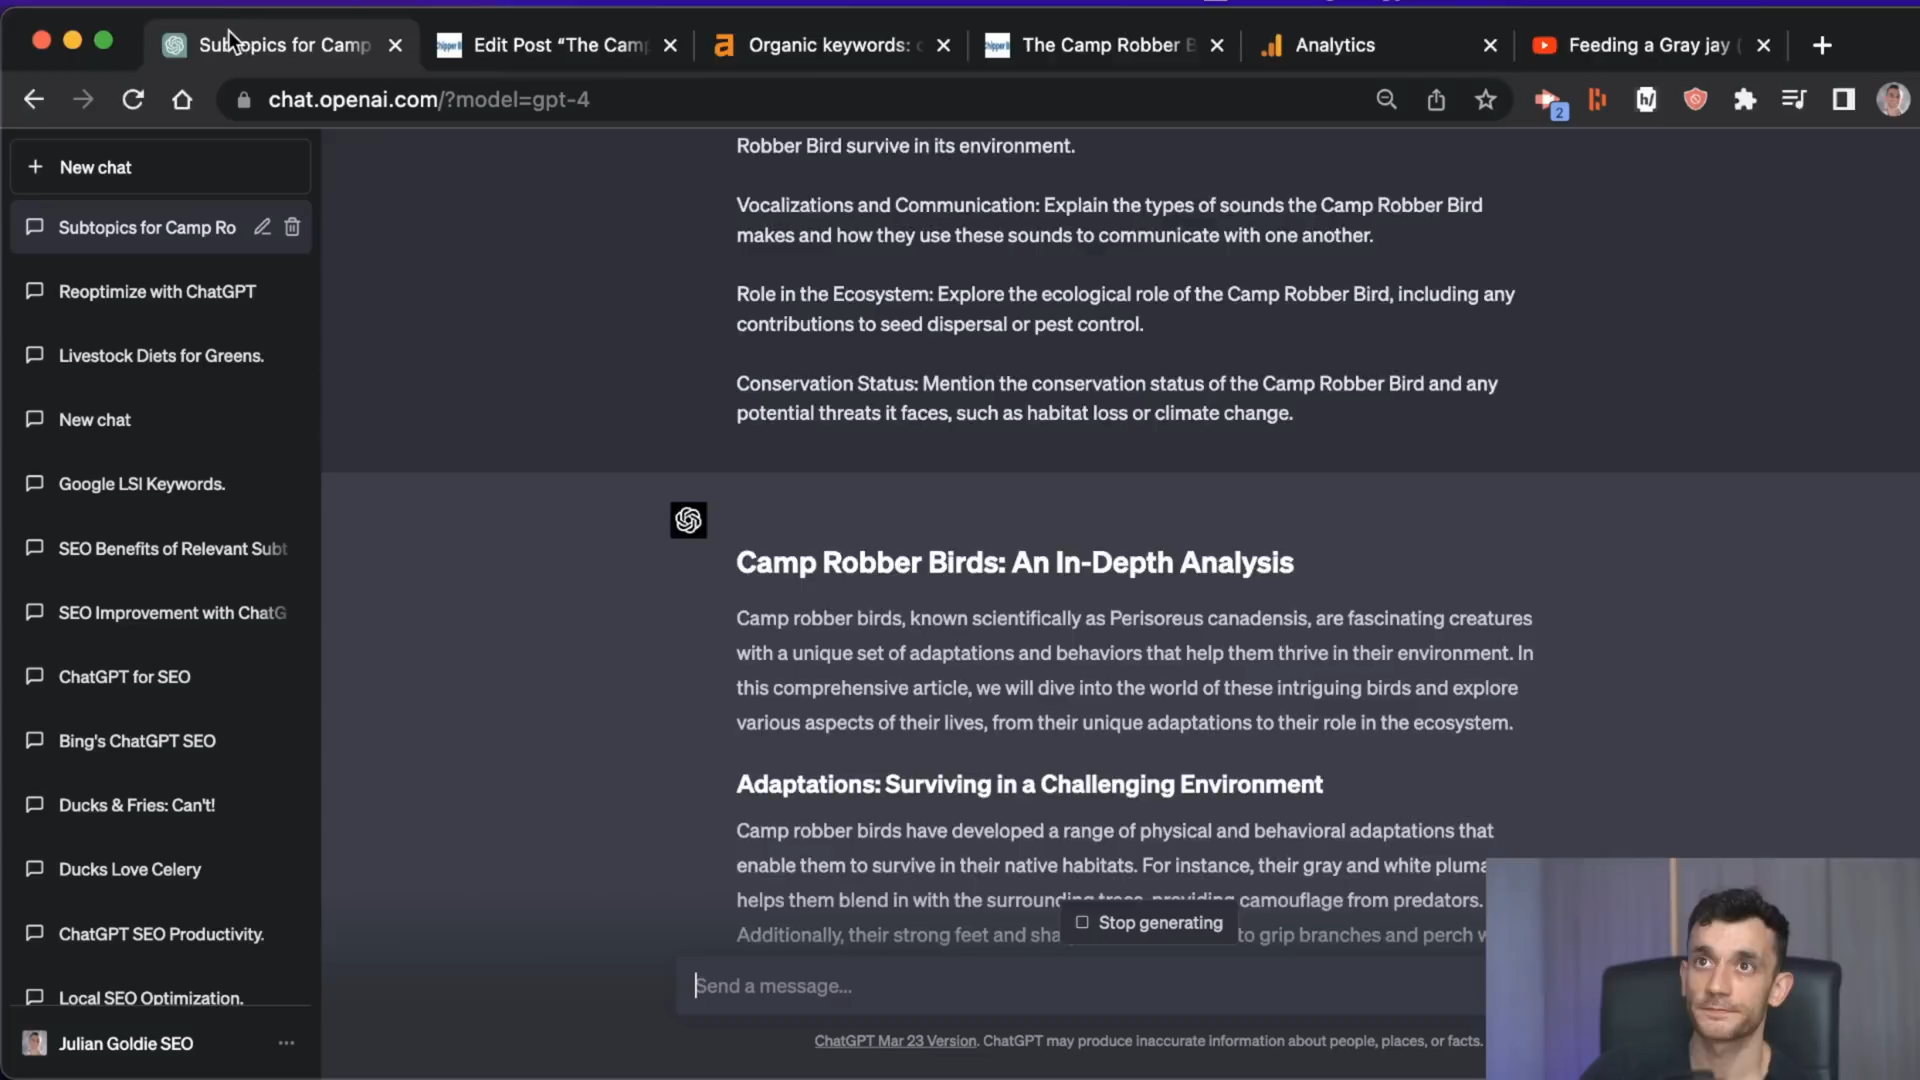 Subtopics for Camp
Edit Post “The Camp
Organic keywords: c
The Camp Robber B
Analytics
Feeding a Gray jay (
chat.openai.com/?model=gpt-4
2
New chat
Subtopics for Camp Ro
Reoptimize with ChatGPT
Livestock Diets for Greens.
New chat
Google LSI Keywords.
SEO Benefits of Relevant Subt
SEO Improvement with ChatG
ChatGPT for SEO
Bing's ChatGPT SEO
Ducks & Fries: Can't!
Ducks Love Celery
ChatGPT SEO Productivity.
Local SEO Optimization.
Julian Goldie SEO
Robber Bird survive in its environment.
Vocalizations and Communication: Explain the types of sounds the Camp Robber Bird
makes and how they use these sounds to communicate with one another.
Role in the Ecosystem: Explore the ecological role of the Camp Robber Bird, including any
contributions to seed dispersal or pest control.
Conservation Status: Mention the conservation status of the Camp Robber Bird and any
potential threats it faces, such as habitat loss or climate change.
Camp Robber Birds: An In-Depth Analysis
Camp robber birds, known scientifically as Perisoreus canadensis, are fascinating creatures
with a unique set of adaptations and behaviors that help them thrive in their environment. In
this comprehensive article, we will dive into the world of these intriguing birds and explore
various aspects of their lives, from their unique adaptations to their role in the ecosystem.
Adaptations: Surviving in a Challenging Environment
Camp robber birds have developed a range of physical and behavioral adaptations that
enable them to survive in their native habitats. For instance, their gray and white pluma
helps them blend in with the surrounding trees, providing camouflage from predators.
Additionally, their strong feet and sha to grip branches and perch w
Stop generating
Send a message...
ChatGPT Mar 23 Version. ChatGPT may produce inaccurate information about people, places, or facts.